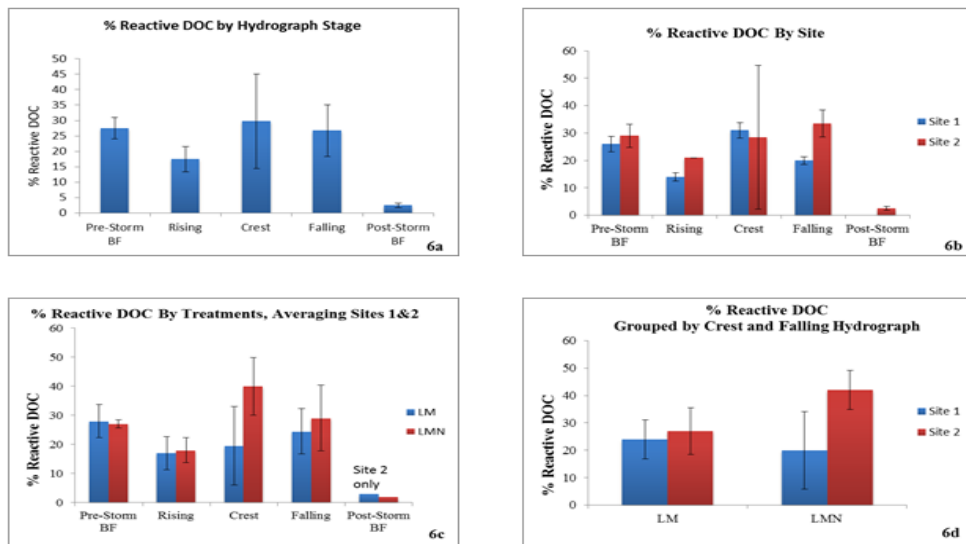 % Reactive DOC by Hydrograph Stage
50
45
40
35
30
25
20
15
10
5
0
% Reactive DOC
Pre-Storm BF
Rising
Crest
Falling
Post-Storm BF
6a
% Reactive DOC By Site
60
50
40
30
20
10
0
% Reactive DOC
Site 1
Site 2
Pre-Storm BF
Rising
Crest
Falling
Post-Storm BF
6b
% Reactive DOC By Treatments, Averaging Sites 1&2
60
50
40
30
20
10
0
% Reactive DOC
LM
LMN
Site 2
only
Pre-Storm BF
Rising
Crest
Falling
Post-Storm BF
6c
% Reactive DOC
Grouped by Crest and Falling Hydrograph
60
50
40
30
20
10
0
% Reactive DOC
Site 1
Site 2
LM
LMN
6d